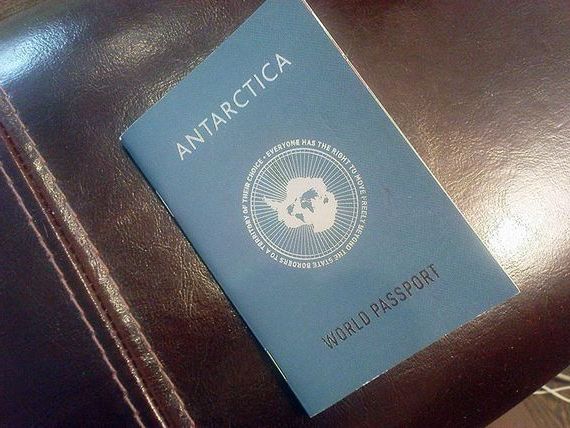 ANTARCTICA
EVERYONE HAS THE RIGHT TO MOVE FREELY BEYOND THE STATE BORDERS TO A TERRITORY OF THEIR CHOICE -
WORLD PASSPORT